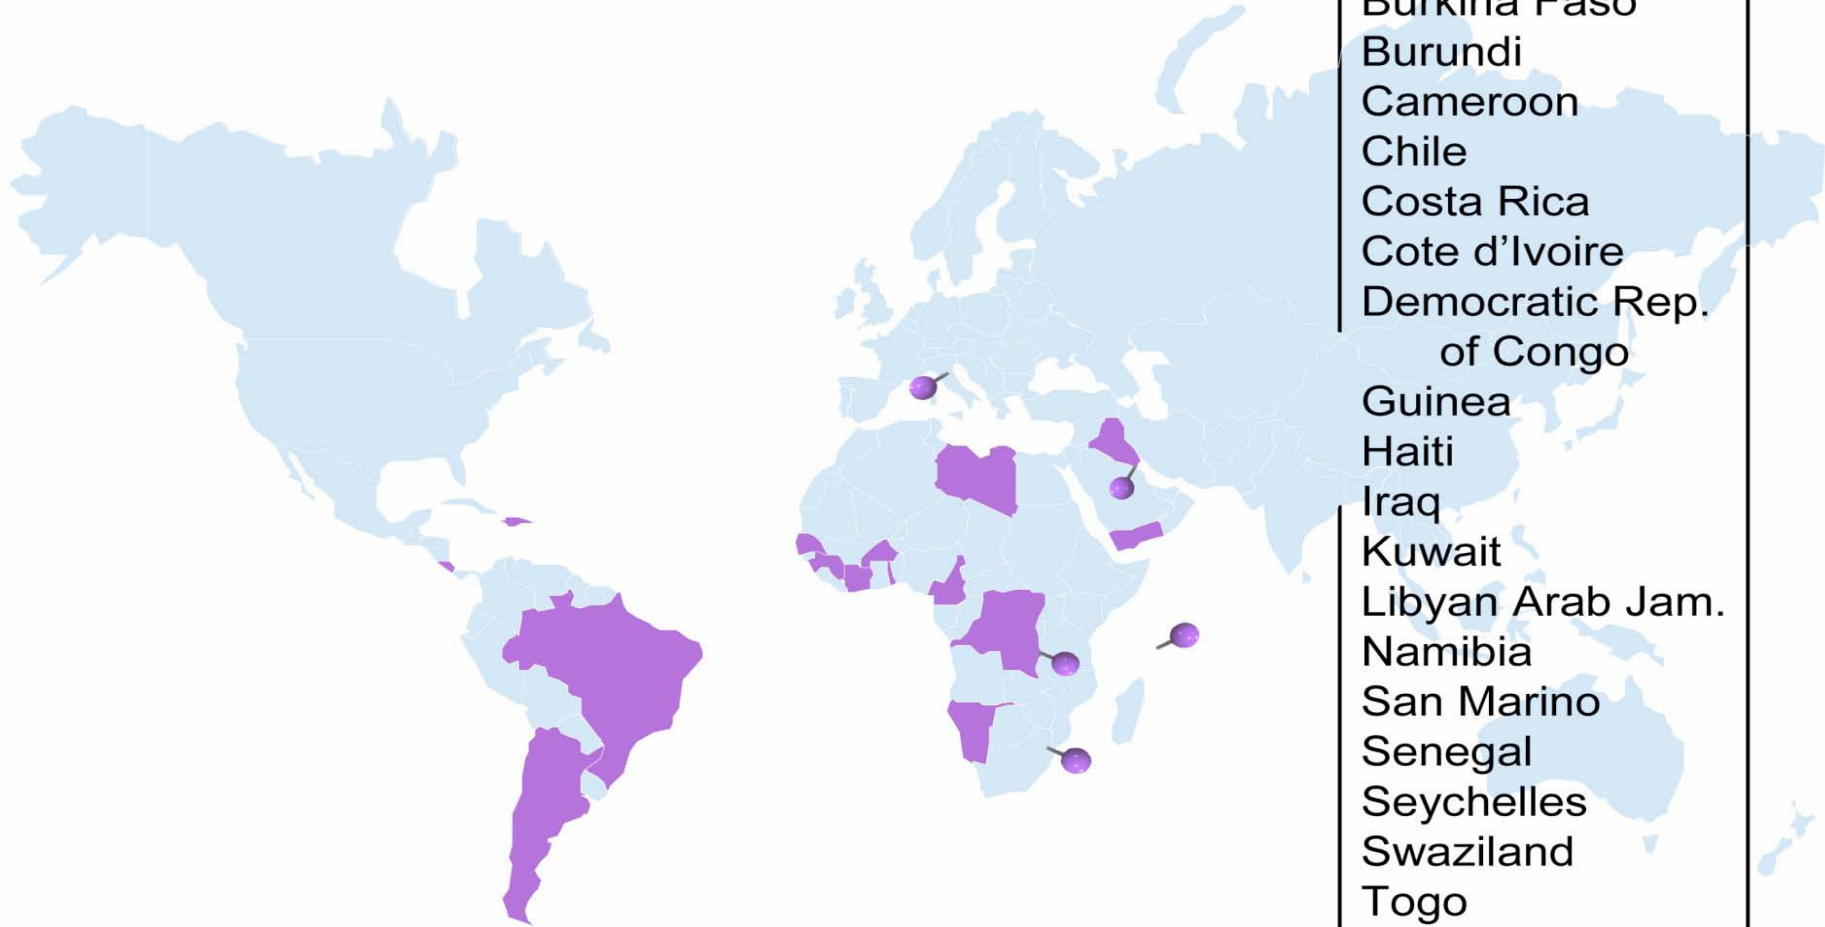 Burkina Faso
Burundi
Cameroon
Chile
Costa Rica
Cote d’Ivoire
Democratic Rep.
of Congo
Guinea
Haiti
Iraq
Kuwait
Libyan Arab Jam.
Namibia
San Marino
Senegal
Seychelles
Swaziland
Togo